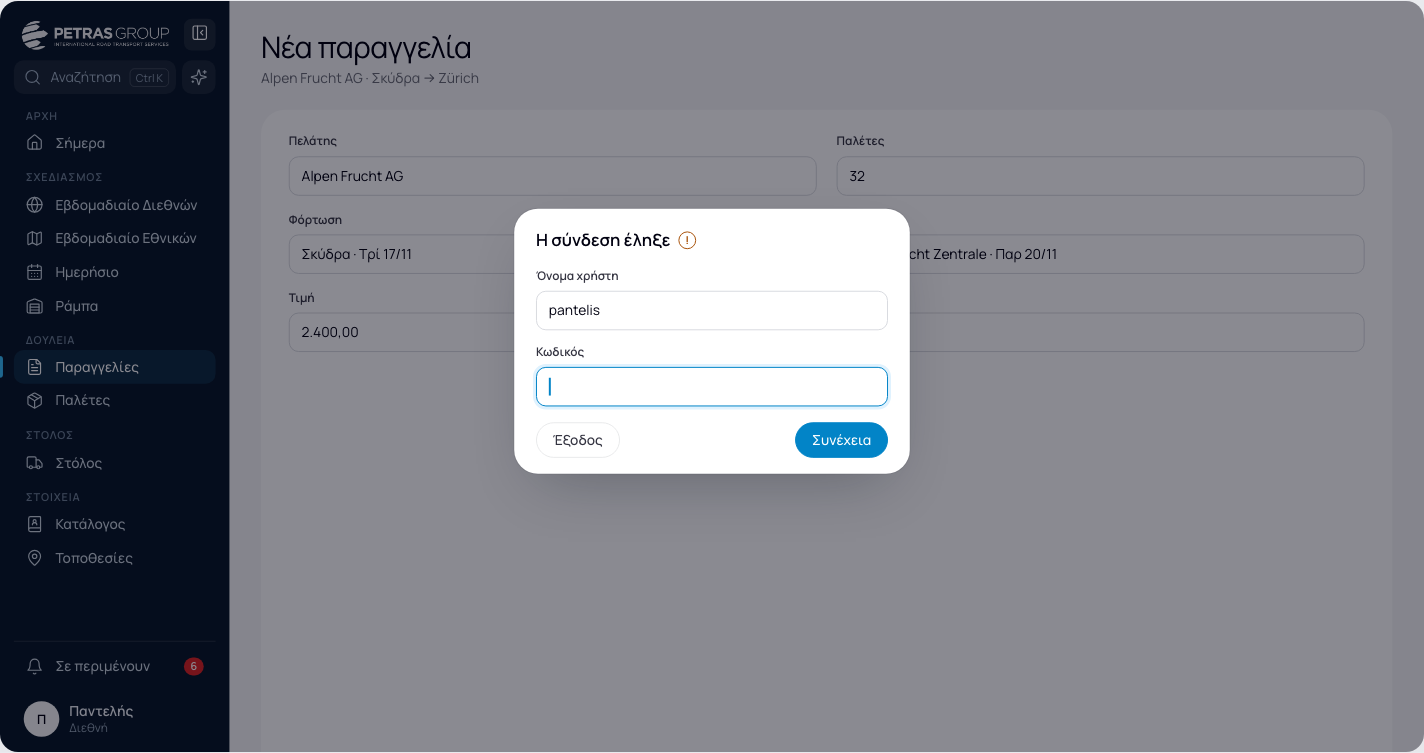 PETRAS GROUP
INTERNATIONAL ROAD TRANSPORT SERVICES
Αναζήτηση Ctrl K
ΑΡΧΗ
Σήμερα
ΣΧΕΔΙΑΣΜΟΣ
Εβδομαδιαίο Διεθνών
Εβδομαδιαίο Εθνικών
Ημερήσιο
Ράμπα
ΔΟΥΛΕΙΑ
Παραγγελίες
Παλέτες
ΣΤΟΛΟΣ
Στόλος
ΣΤΟΙΧΕΙΑ
Κατάλογος
Τοποθεσίες
Σε περιμένουν 6
Π
Παντελής
Διεθνή
Νέα παραγγελία
Alpen Frucht AG · Σκύδρα → Zürich
Πελάτης
Alpen Frucht AG
Παλέτες
32
Φόρτωση
Σκύδρα · Τρί 17/11
cht Zentrale · Παρ 20/11
Τιμή
2.400,00
Η σύνδεση έληξε
Όνομα χρήστη
pantelis
Κωδικός
Έξοδος
Συνέχεια